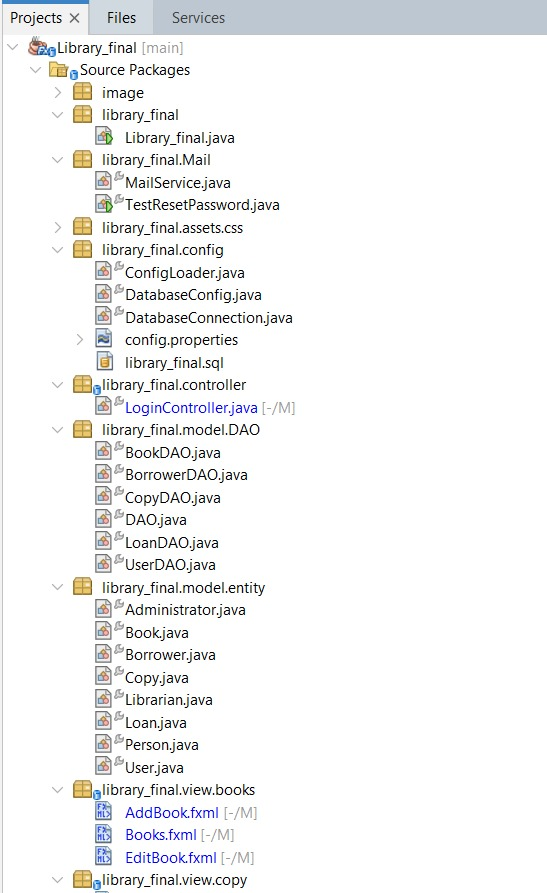 Projects × Files Services
Library_final [main]
Source Packages
image
library_final
Library_final.java
library_final.Mail
MailService.java
TestResetPassword.java
library_final.assets.css
library_final.config
ConfigLoader.java
DatabaseConfig.java
DatabaseConnection.java
config.properties
library_final.sql
library_final.controller
LoginController.java [-/M]
library_final.model.DAO
BookDAO.java
BorrowerDAO.java
CopyDAO.java
DAO.java
LoanDAO.java
UserDAO.java
library_final.model.entity
Administrator.java
Book.java
Borrower.java
Copy.java
Librarian.java
Loan.java
Person.java
User.java
library_final.view.books
AddBook.fxml [-/M]
Books.fxml [-/M]
EditBook.fxml [-/M]
library_final.view.copy